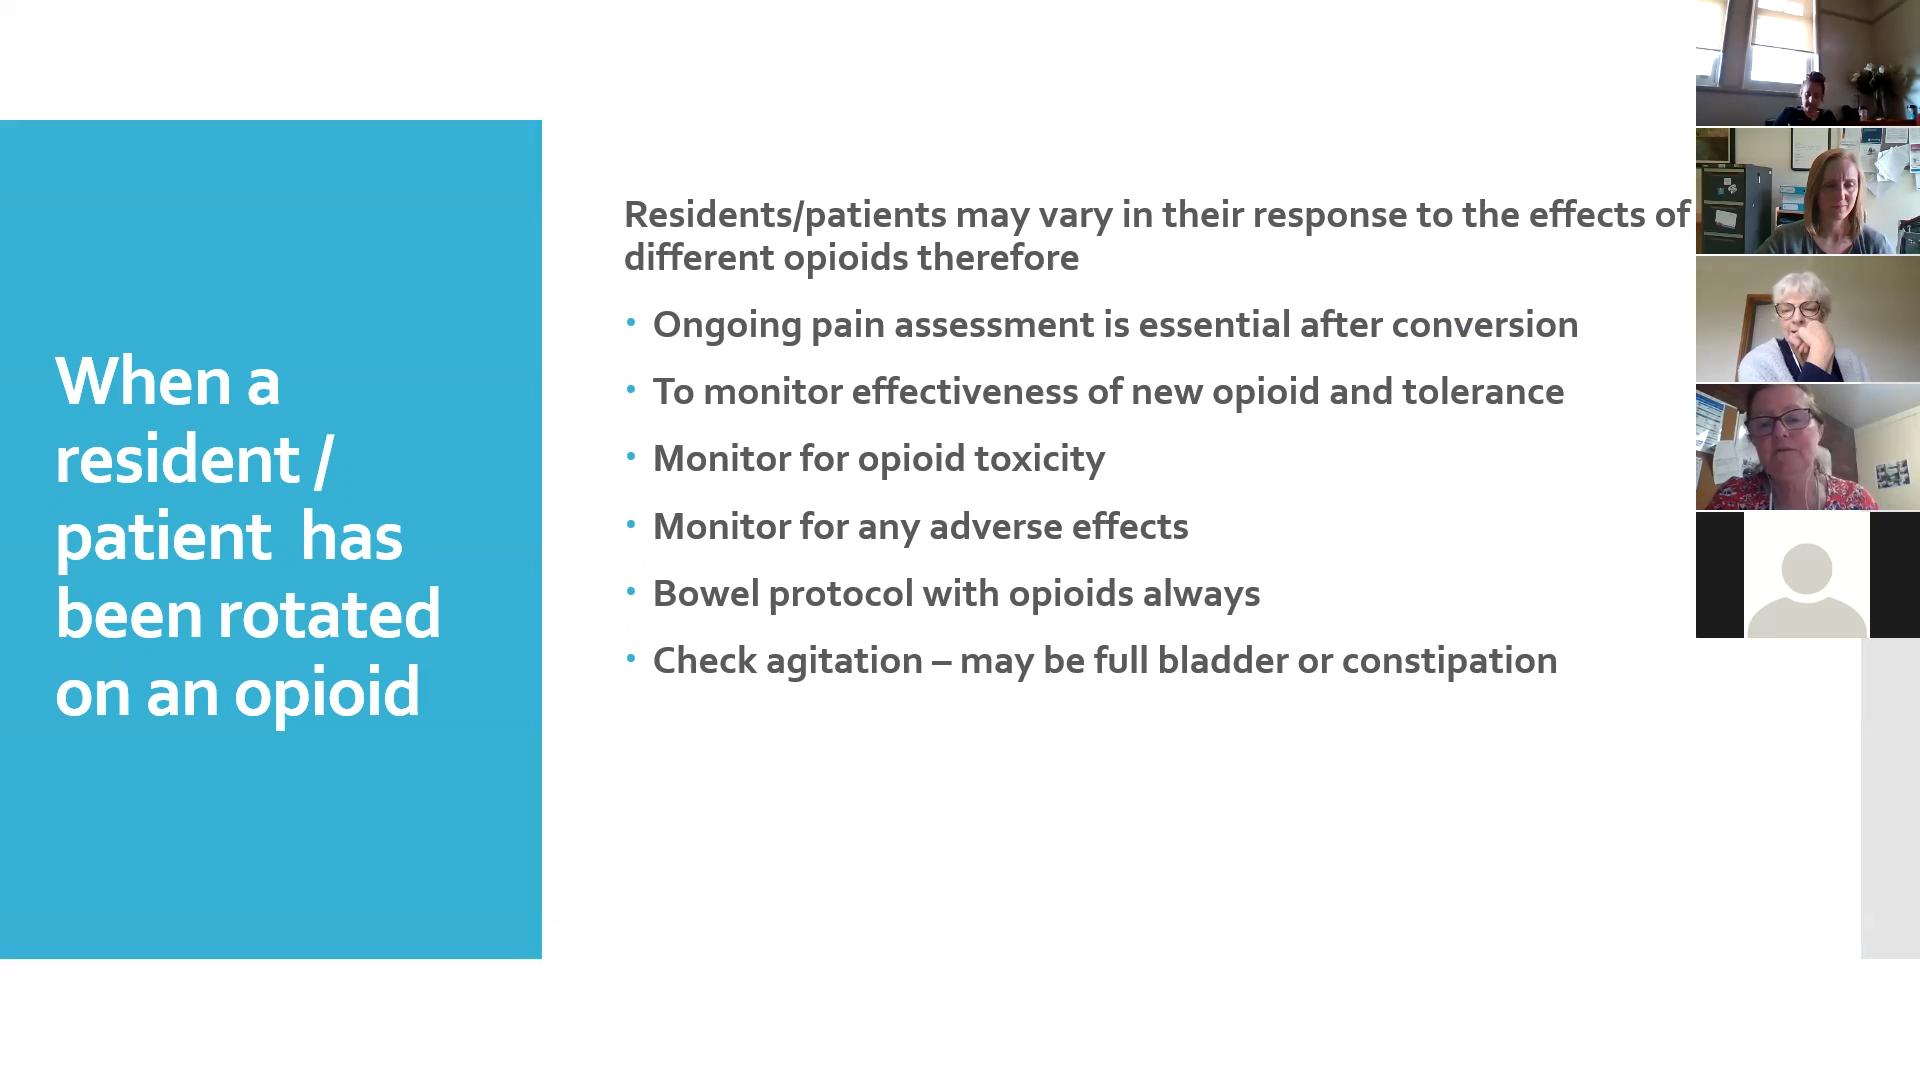 When a
resident /
patient has
been rotated
on an opioid
Residents/patients may vary in their response to the effects of
different opioids therefore
• Ongoing pain assessment is essential after conversion
• To monitor effectiveness of new opioid and tolerance
• Monitor for opioid toxicity
• Monitor for any adverse effects
• Bowel protocol with opioids always
• Check agitation – may be full bladder or constipation